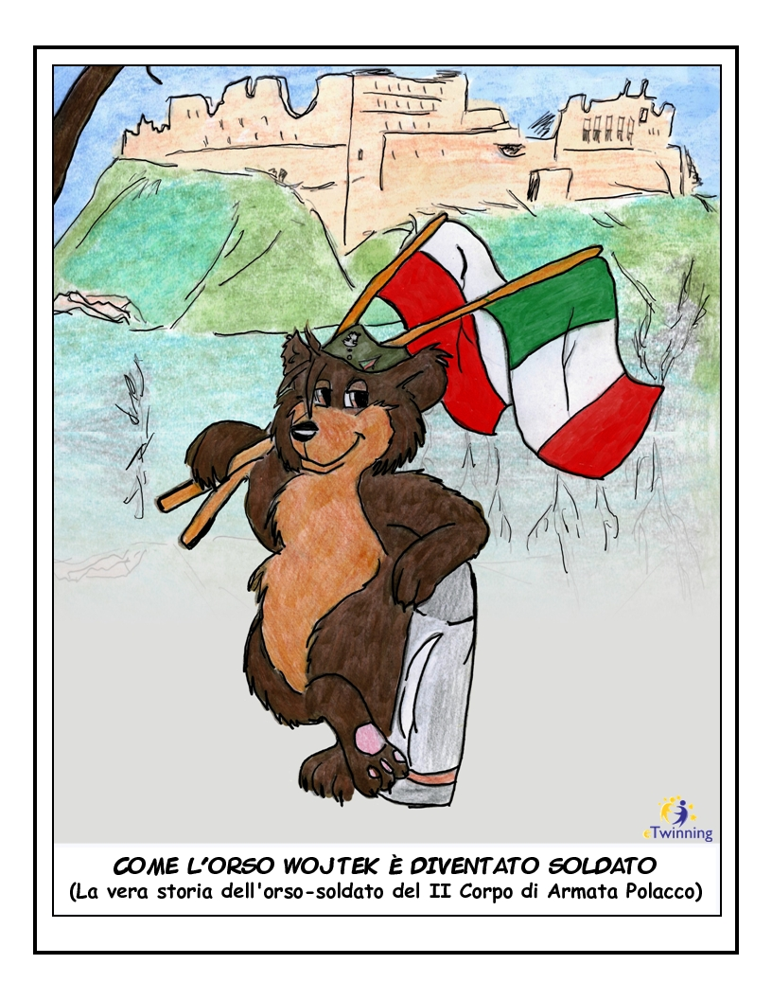 eTwinning
COME L'ORSO WOJTEK È DIVENTATO SOLDATO
(La vera storia dell'orso-soldato del II Corpo di Armata Polacco)